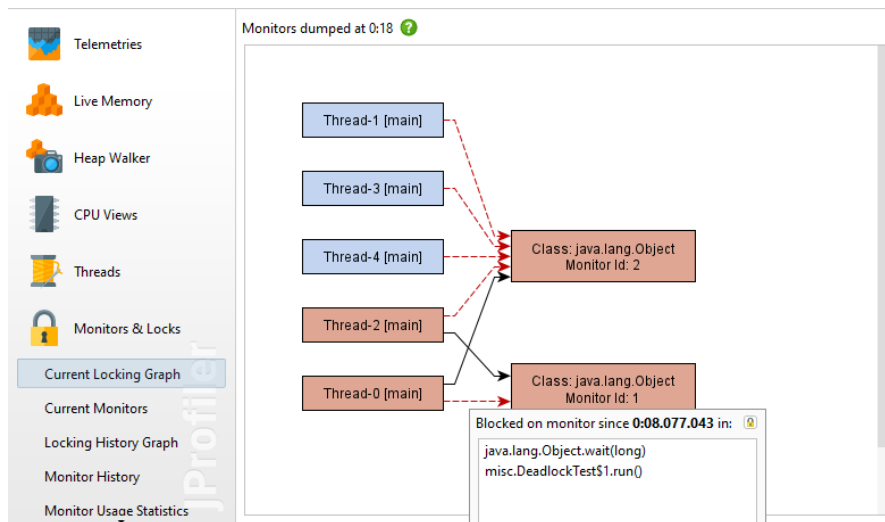 Telemetries
Live Memory
Heap Walker
CPU Views
Threads
Monitors & Locks
Current Locking Graph
Current Monitors
Locking History Graph
Monitor History
Monitor Usage Statistics
JProfiler
Monitors dumped at 0:18 ?
Thread-1 [main]
Thread-3 [main]
Thread-4 [main]
Thread-2 [main]
Thread-0 [main]
Class: java.lang.Object
Monitor Id: 2
Class: java.lang.Object
Monitor Id: 1
Blocked on monitor since 0:08.077.043 in:
java.lang.Object.wait(long)
misc.DeadlockTest$1.run()